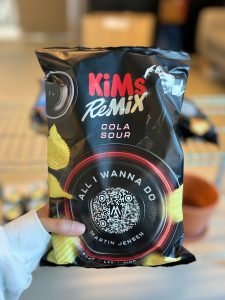 KiMs
ReMiX
COLA
SOUR
ALL I WANNA DO
MARTIN JENSEN